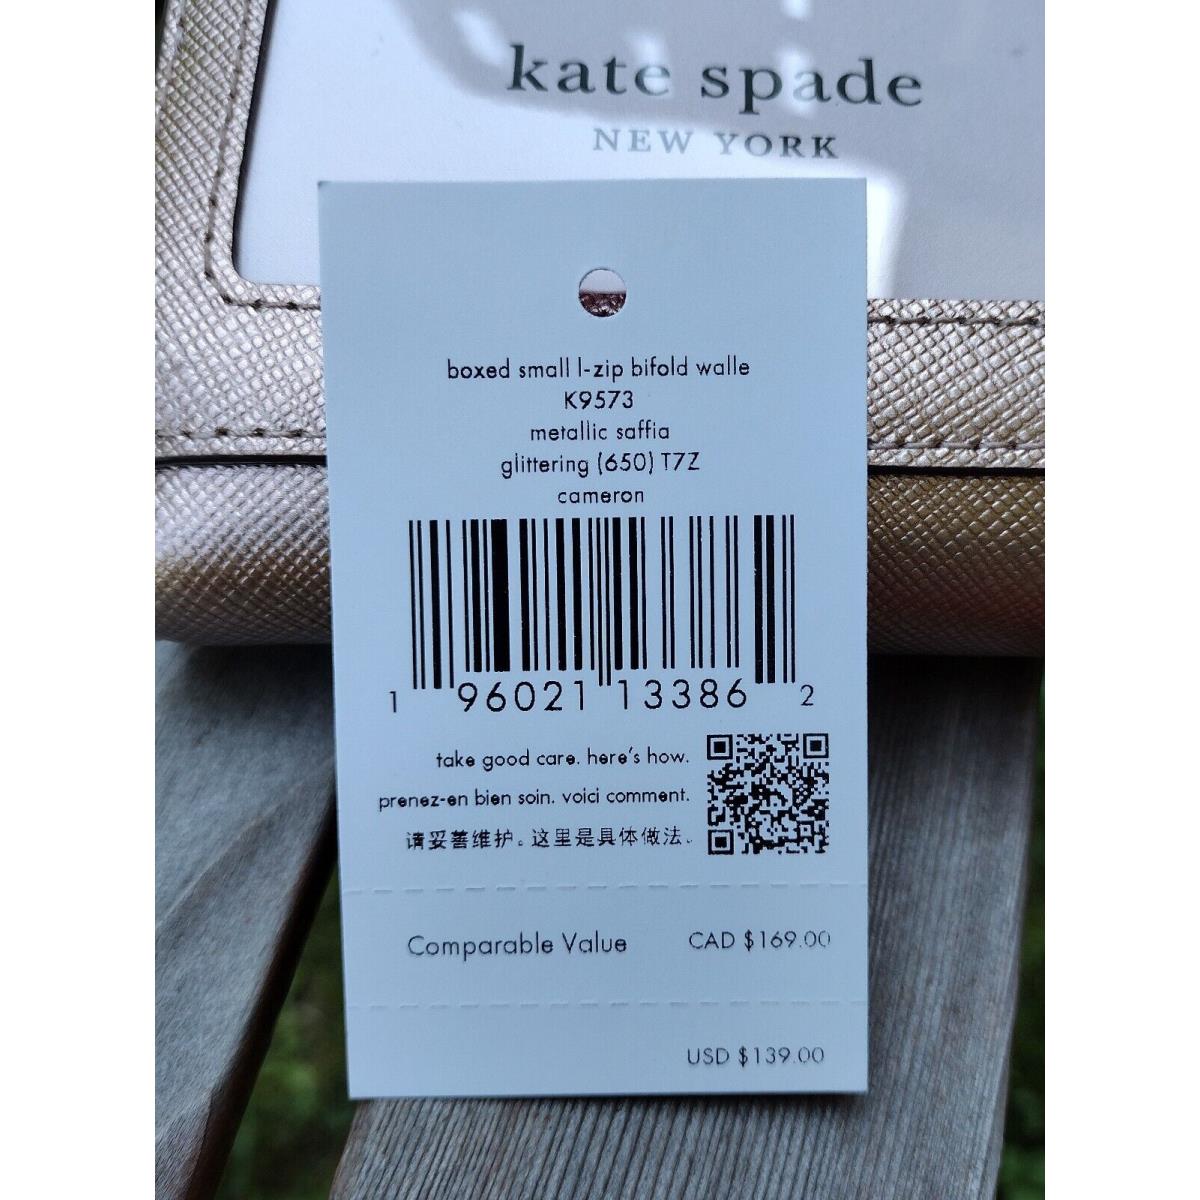 kate spade
NEW YORK
boxed small l-zip bifold walle
K9573
metallic saffia
glittering (650) T7Z
cameron
1 96021 13386 2
take good care. here's how.
prenez-en bien soin. voici comment.
请妥善维护。这里是具体做法。
Comparable Value CAD $169.00
USD $139.00